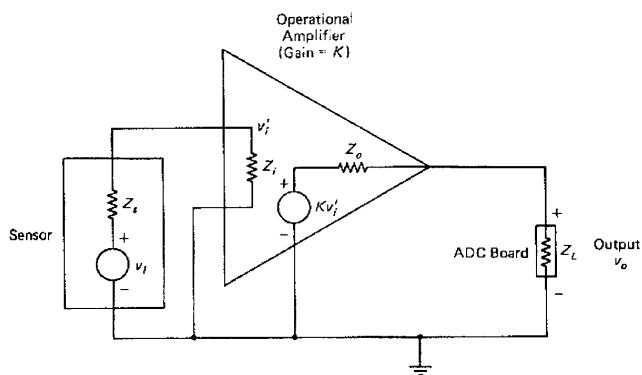 Operational
Amplifier
(Gain = K)
v'i
Zo
Zi
Zs
+
Kv'i
−
+
Sensor
+
vi
−
ADC Board
ZL
Output
vo
−